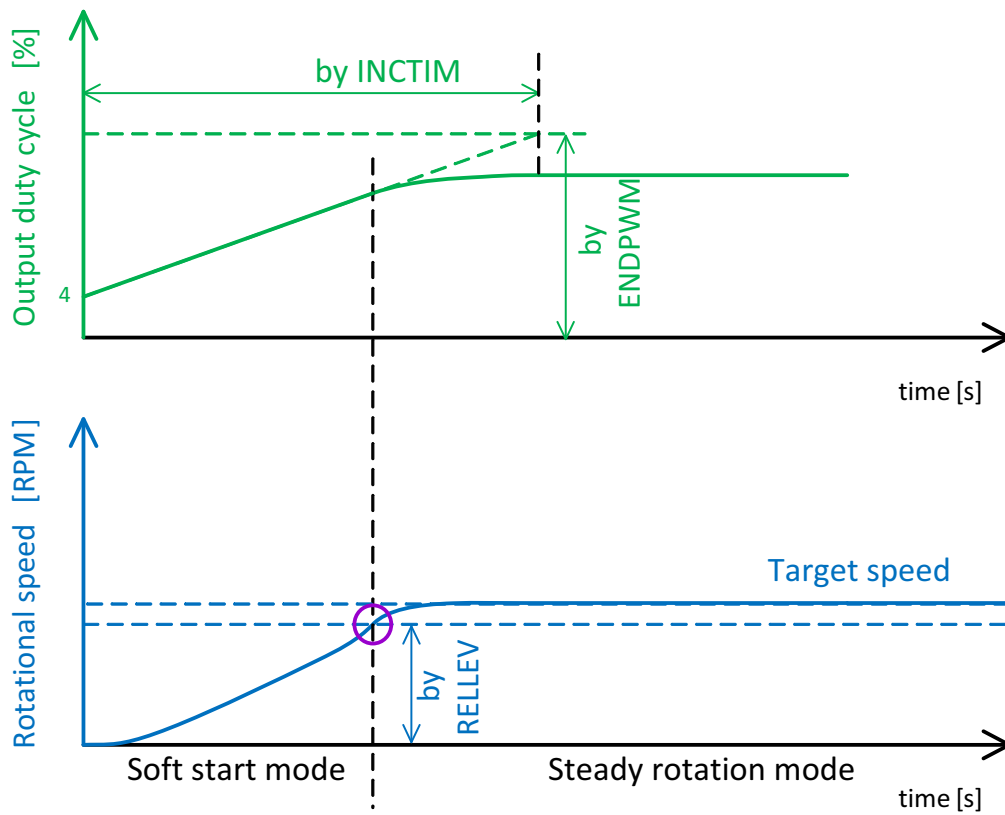 Output duty cycle [%]
by INCTIM
by
ENDPWM
4
time [s]
Rotational speed [RPM]
Target speed
by
RELLEV
Soft start mode
Steady rotation mode
time [s]